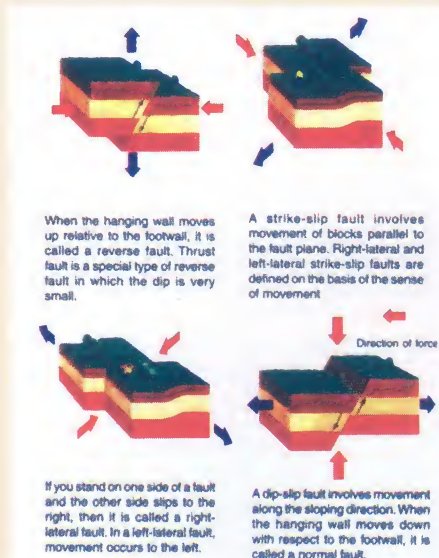 When the hanging wall moves
up relative to the footwall, it is
called a reverse fault. Thrust
fault is a special type of reverse
fault in which the dip is very
small.
A strike-slip fault involves
movement of blocks parallel to
the fault plane. Right-lateral and
left-lateral strike-slip faults are
defined on the basis of the sense
of movement
Direction of force
If you stand on one side of a fault
and the other side slips to the
right, then it is called a right-
lateral fault. In a left-lateral fault,
movement occurs to the left.
A dip-slip fault involves movement
along the sloping direction. When
the hanging wall moves down
with respect to the footwall, it is
called a normal fault.